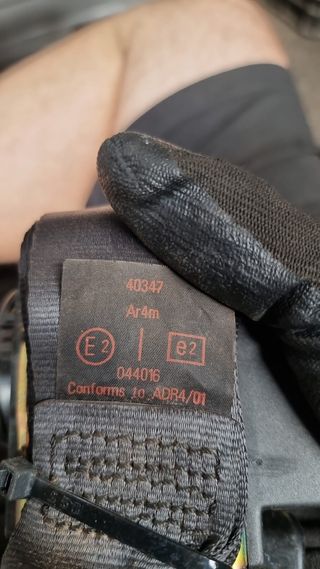 40347
Ar4m
E2 | e2
044016
Conforms to ADR4/01